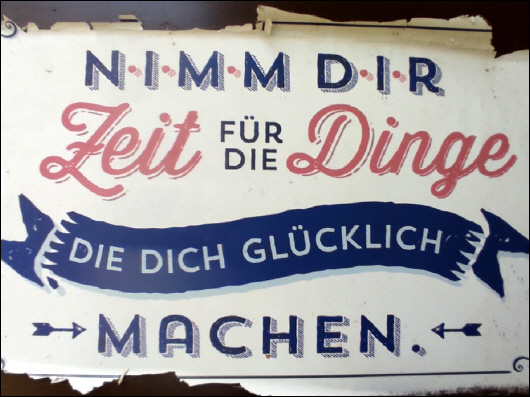 NIMM DIR
Zeit FÜR DIE Dinge
DIE DICH GLÜCKLICH
MACHEN.